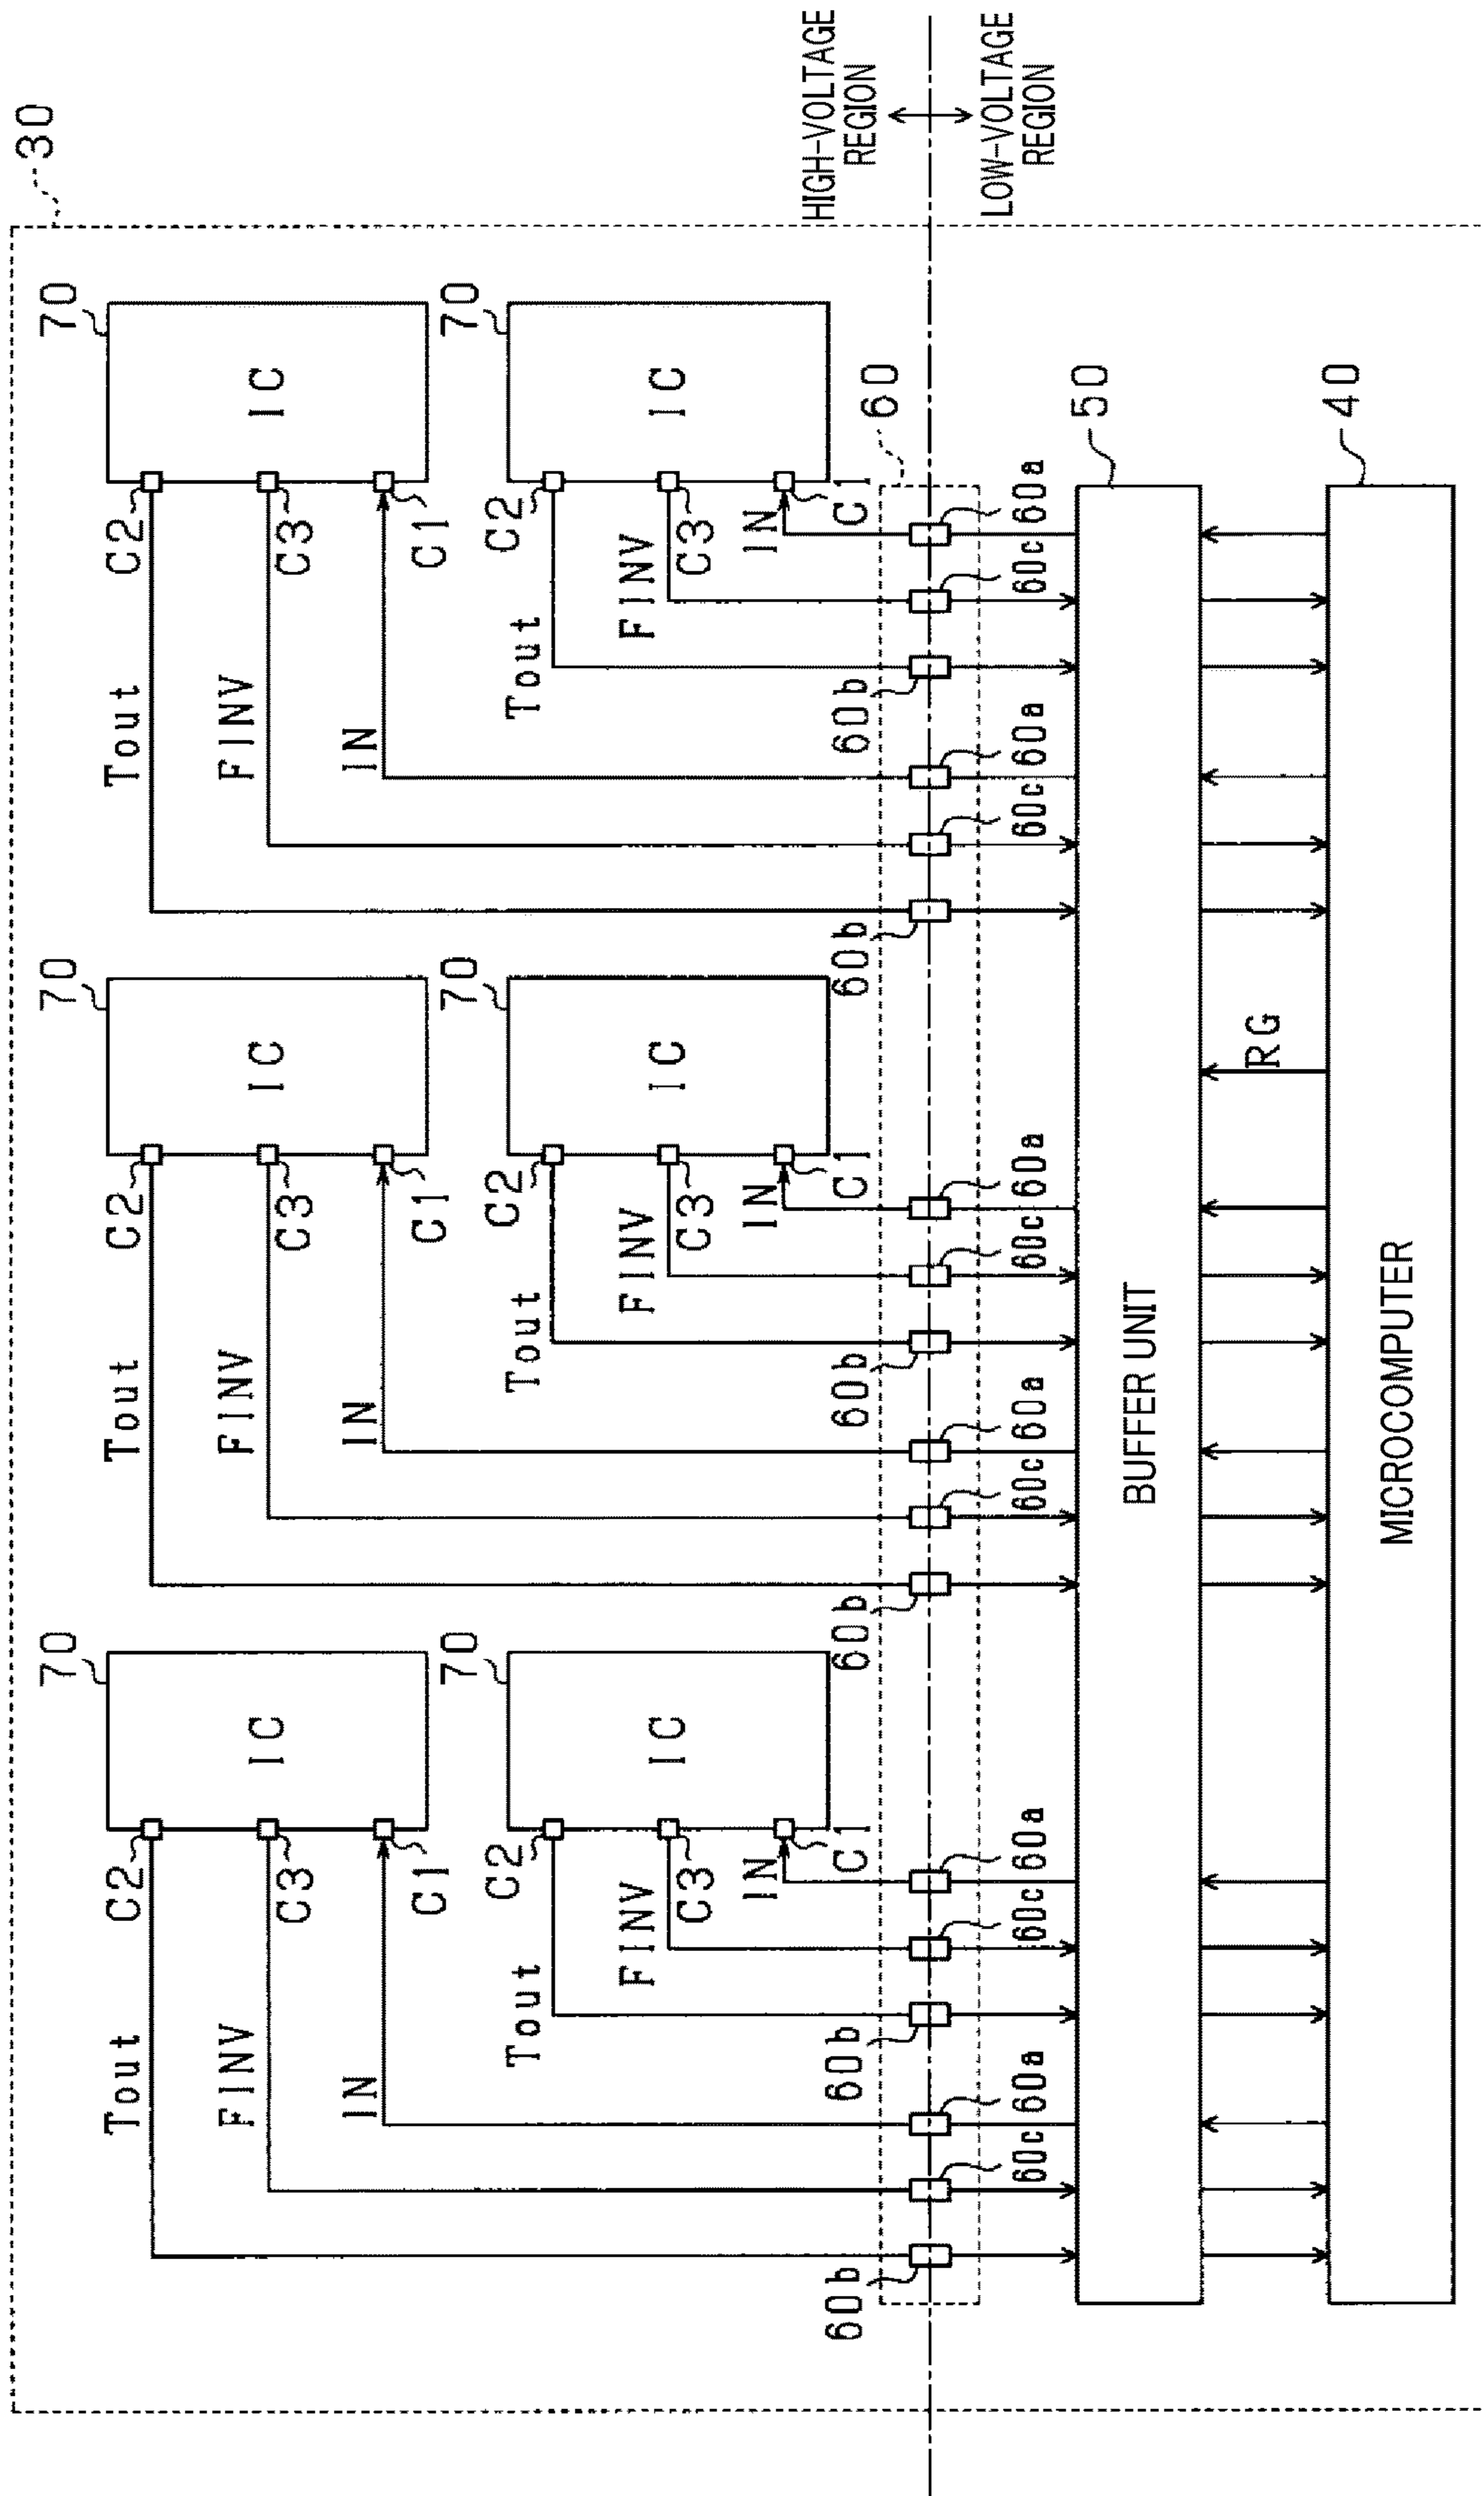 30
HIGH-VOLTAGE
REGION
LOW-VOLTAGE
REGION
70
IC
C2
C3
C1
Tout
FINV
IN
70
IC
C2
C3
C1
Tout
FINV
IN
70
IC
C2
C3
C1
Tout
FINV
IN
70
IC
C2
C3
C1
Tout
FINV
IN
70
IC
C2
C3
C1
Tout
FINV
IN
70
IC
C2
C3
C1
Tout
FINV
IN
60
60b
60c
60a
60b
60c
60a
60b
60c
60a
60b
60c
60a
60b
60c
60a
60b
60c
60a
50
BUFFER UNIT
RG
40
MICROCOMPUTER